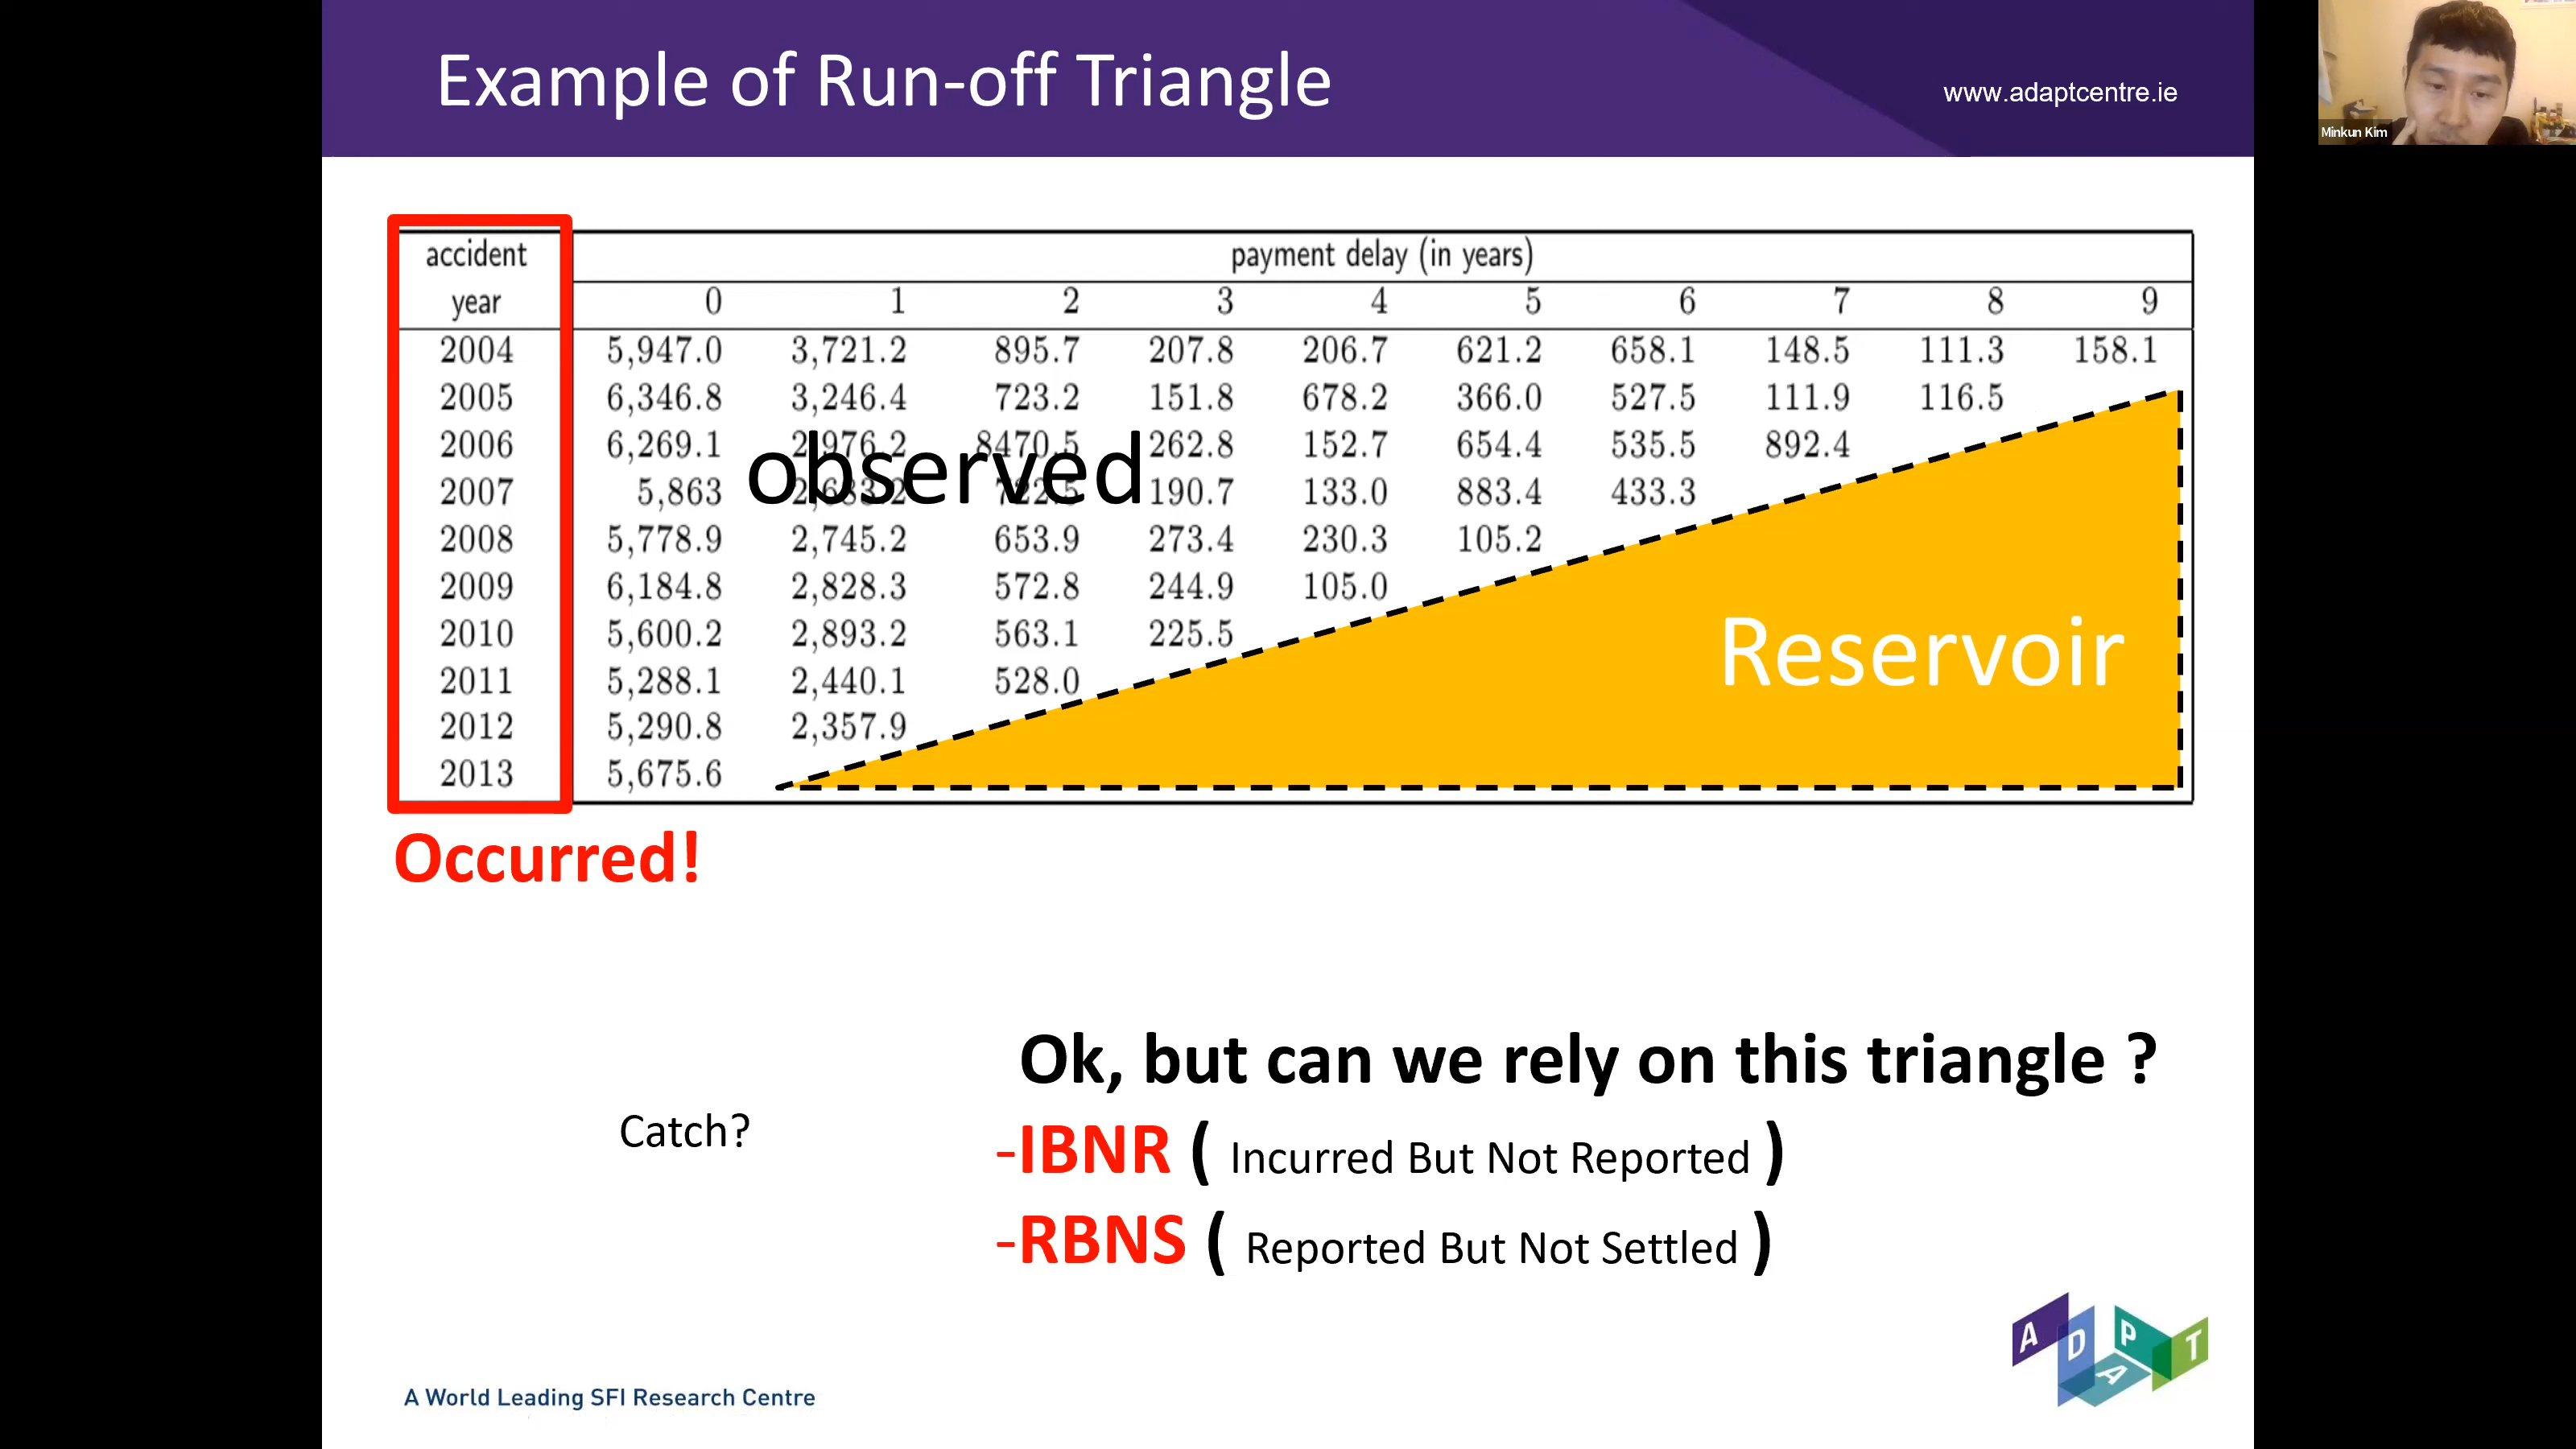 Example of Run-off Triangle
www.adaptcentre.ie
Minkun Kim
accident payment delay (in years)
year 0 1 2 3 4 5 6 7 8 9
2004 5,947.0 3,721.2 895.7 207.8 206.7 621.2 658.1 148.5 111.3 158.1
2005 6,346.8 3,246.4 723.2 151.8 678.2 366.0 527.5 111.9 116.5
2006 6,269.1 2,976.2 8470.5 262.8 152.7 654.4 535.5 892.4
observed
2007 5,863 190.7 133.0 883.4 433.3
2008 5,778.9 2,745.2 653.9 273.4 230.3 105.2
2009 6,184.8 2,828.3 572.8 244.9 105.0
2010 5,600.2 2,893.2 563.1 225.5
Reservoir
2011 5,288.1 2,440.1 528.0
2012 5,290.8 2,357.9
2013 5,675.6
Occurred!
Ok, but can we rely on this triangle ?
Catch?
-IBNR ( Incurred But Not Reported )
-RBNS ( Reported But Not Settled )
ADAPT
A World Leading SFI Research Centre